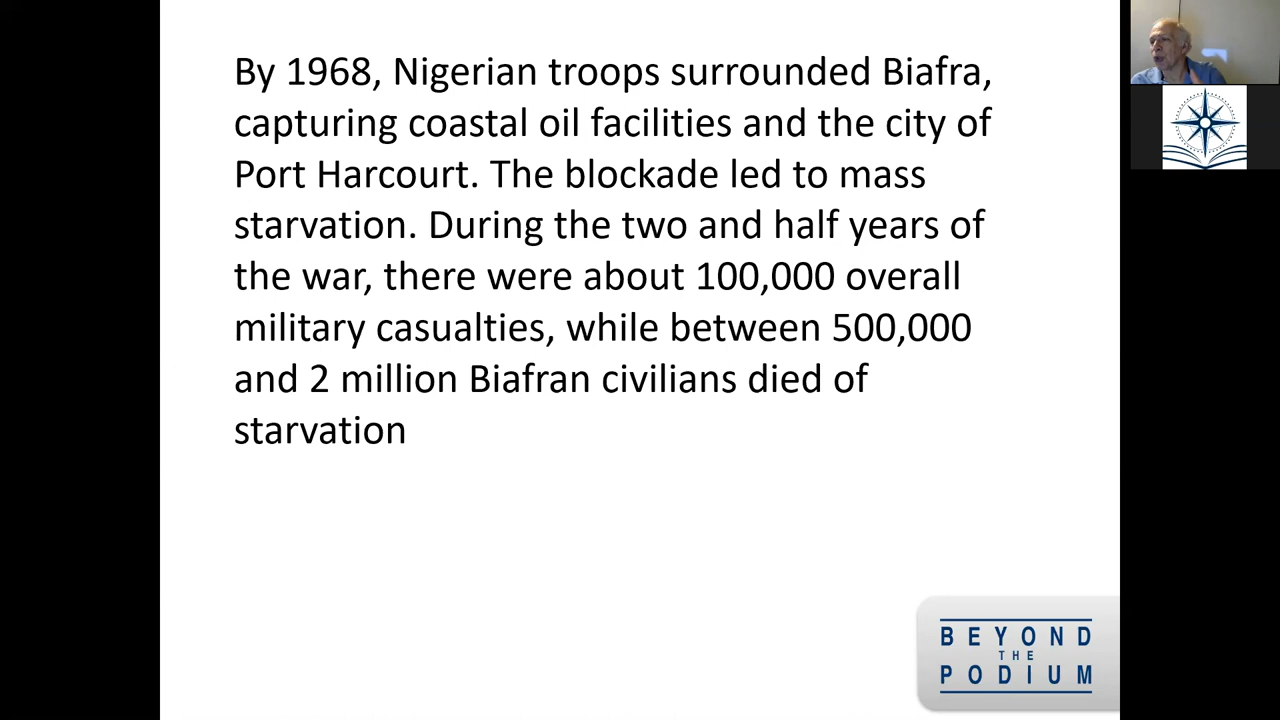 By 1968, Nigerian troops surrounded Biafra,
capturing coastal oil facilities and the city of
Port Harcourt. The blockade led to mass
starvation. During the two and half years of
the war, there were about 100,000 overall
military casualties, while between 500,000
and 2 million Biafran civilians died of
starvation
BEYOND
THE
PODIUM